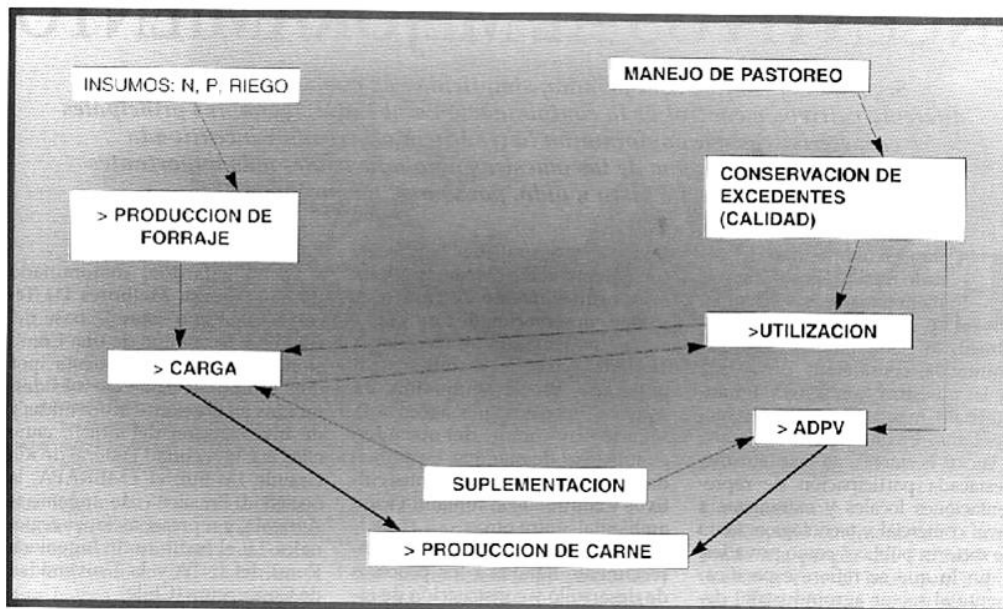 INSUMOS: N, P, RIEGO
MANEJO DE PASTOREO
> PRODUCCION DE
FORRAJE
CONSERVACION DE
EXCEDENTES
(CALIDAD)
>UTILIZACION
> CARGA
> ADPV
SUPLEMENTACION
> PRODUCCION DE CARNE